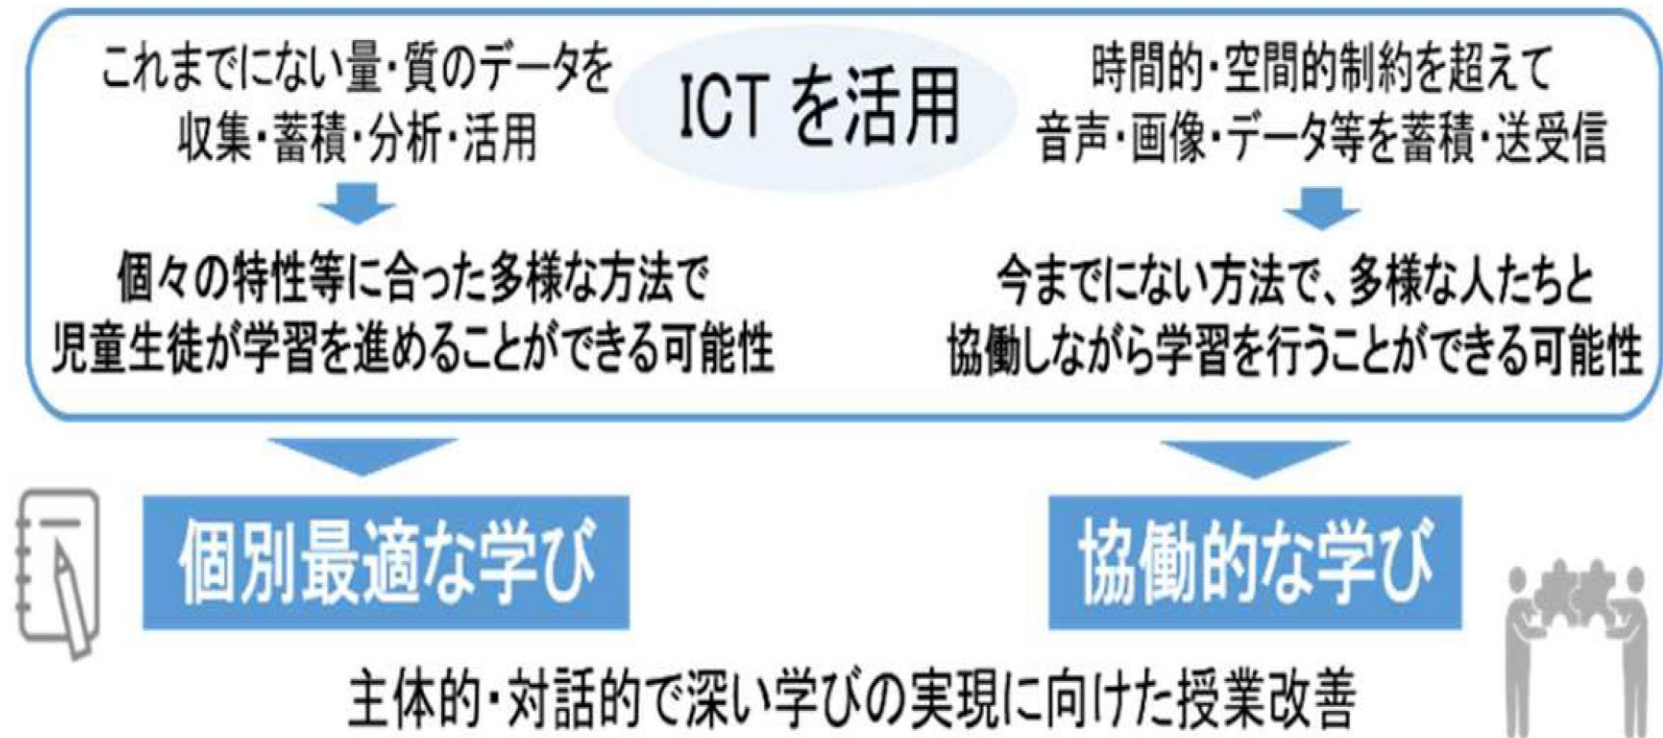 ICT を活用
これまでにない量・質のデータを
収集・蓄積・分析・活用
個々の特性等に合った多様な方法で
児童生徒が学習を進めることができる可能性
時間的・空間的制約を超えて
音声・画像・データ等を蓄積・送受信
今までにない方法で、多様な人たちと
協働しながら学習を行うことができる可能性
個別最適な学び
協働的な学び
主体的・対話的で深い学びの実現に向けた授業改善